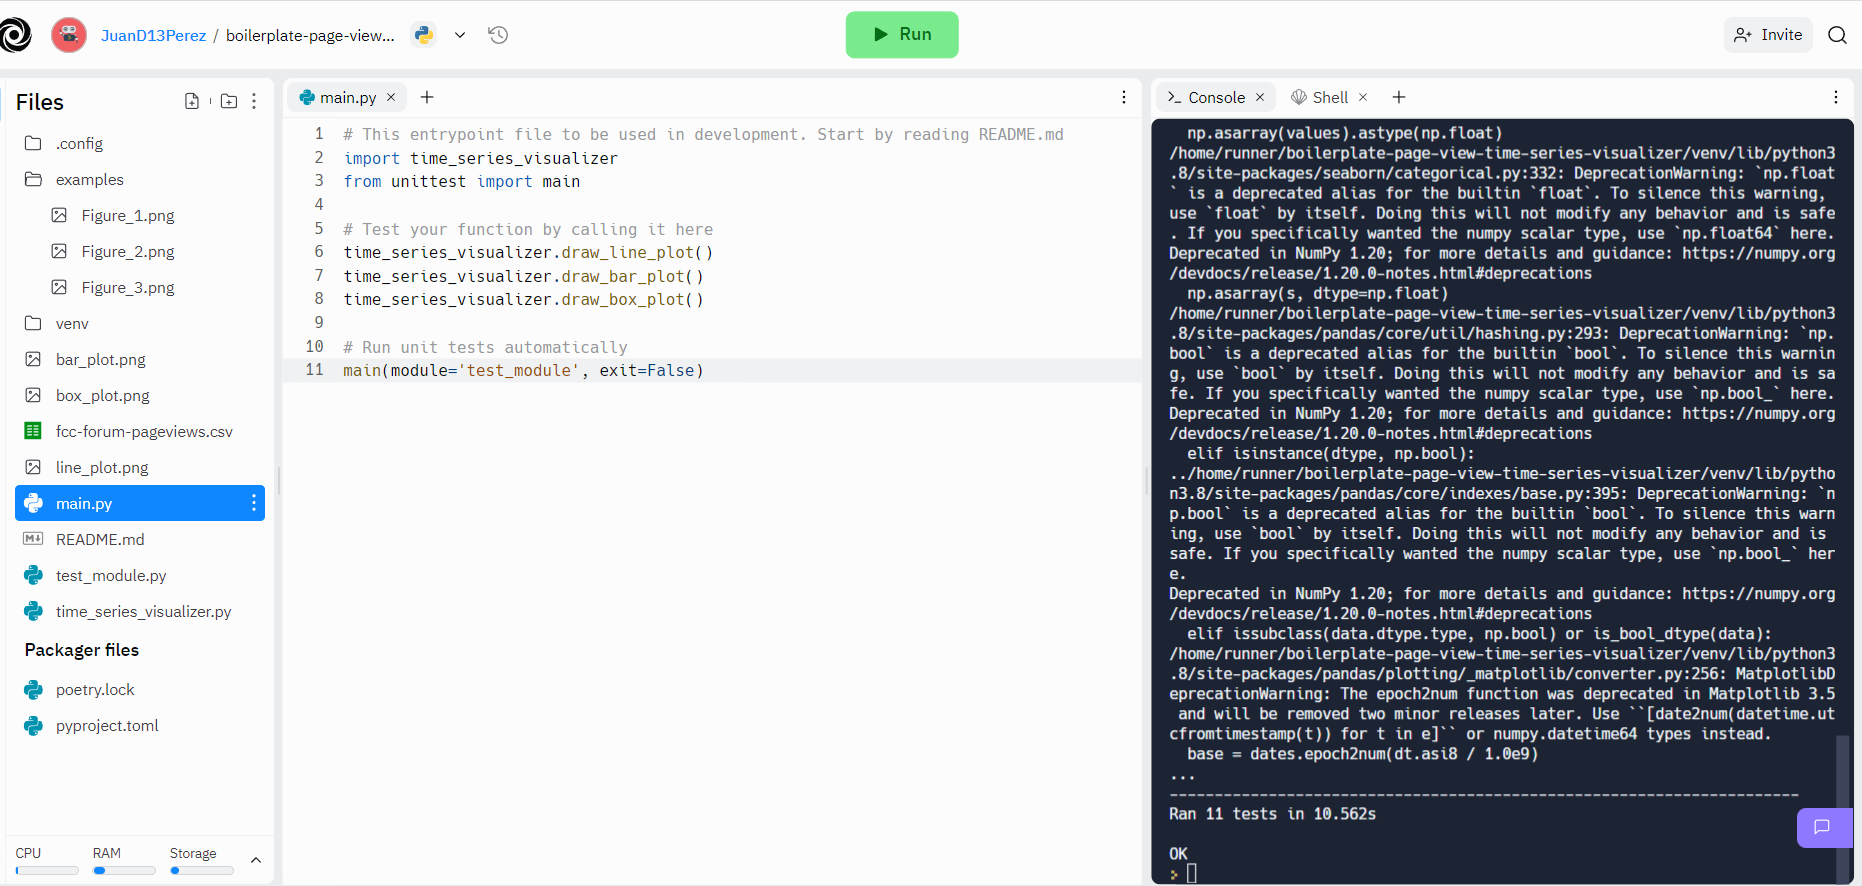 JuanD13Perez / boilerplate-page-view...
Run
Invite
Files
.config
examples
Figure_1.png
Figure_2.png
Figure_3.png
venv
bar_plot.png
box_plot.png
fcc-forum-pageviews.csv
line_plot.png
main.py
README.md
test_module.py
time_series_visualizer.py
Packager files
poetry.lock
pyproject.toml
CPU
RAM
Storage
main.py
1 # This entrypoint file to be used in development. Start by reading README.md
2 import time_series_visualizer
3 from unittest import main
4
5 # Test your function by calling it here
6 time_series_visualizer.draw_line_plot()
7 time_series_visualizer.draw_bar_plot()
8 time_series_visualizer.draw_box_plot()
9
10 # Run unit tests automatically
11 main(module='test_module', exit=False)
Console
Shell
np.asarray(values).astype(np.float)
/home/runner/boilerplate-page-view-time-series-visualizer/venv/lib/python3
.8/site-packages/seaborn/categorical.py:332: DeprecationWarning: `np.float
` is a deprecated alias for the builtin `float`. To silence this warning,
use `float` by itself. Doing this will not modify any behavior and is safe
. If you specifically wanted the numpy scalar type, use `np.float64` here.
Deprecated in NumPy 1.20; for more details and guidance: https://numpy.org
/devdocs/release/1.20.0-notes.html#deprecations
np.asarray(s, dtype=np.float)
/home/runner/boilerplate-page-view-time-series-visualizer/venv/lib/python3
.8/site-packages/pandas/core/util/hashing.py:293: DeprecationWarning: `np.
bool` is a deprecated alias for the builtin `bool`. To silence this warnin
g, use `bool` by itself. Doing this will not modify any behavior and is sa
fe. If you specifically wanted the numpy scalar type, use `np.bool_` here.
Deprecated in NumPy 1.20; for more details and guidance: https://numpy.org
/devdocs/release/1.20.0-notes.html#deprecations
elif isinstance(dtype, np.bool):
../home/runner/boilerplate-page-view-time-series-visualizer/venv/lib/pytho
n3.8/site-packages/pandas/core/indexes/base.py:395: DeprecationWarning: `n
p.bool` is a deprecated alias for the builtin `bool`. To silence this warn
ing, use `bool` by itself. Doing this will not modify any behavior and is
safe. If you specifically wanted the numpy scalar type, use `np.bool_` her
e.
Deprecated in NumPy 1.20; for more details and guidance: https://numpy.org
/devdocs/release/1.20.0-notes.html#deprecations
elif issubclass(data.dtype.type, np.bool) or is_bool_dtype(data):
/home/runner/boilerplate-page-view-time-series-visualizer/venv/lib/python3
.8/site-packages/pandas/plotting/_matplotlib/converter.py:256: MatplotlibD
eprecationWarning: The epoch2num function was deprecated in Matplotlib 3.5
and will be removed two minor releases later. Use ``[date2num(datetime.ut
cfromtimestamp(t)) for t in e]`` or numpy.datetime64 types instead.
base = dates.epoch2num(dt.asi8 / 1.0e9)
...
----------------------------------------------------------------------
Ran 11 tests in 10.562s
OK